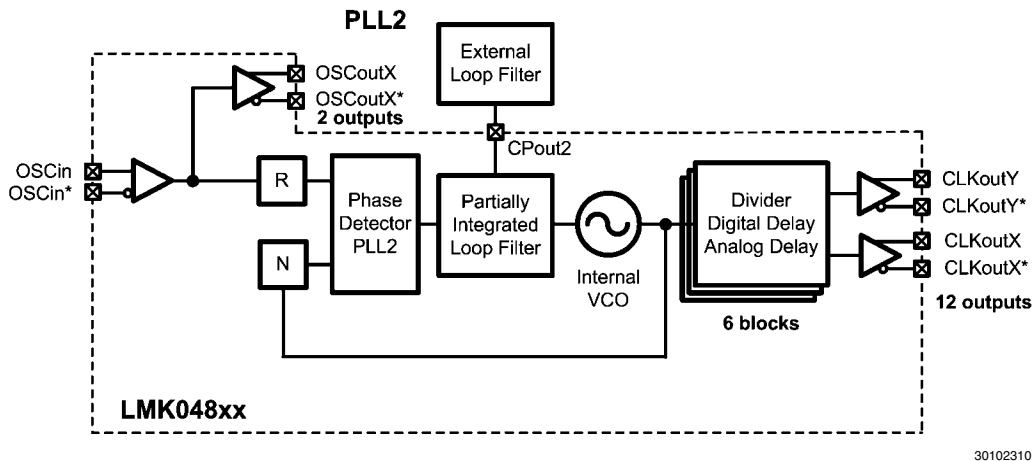 PLL2
External
Loop Filter
OSCoutX
OSCoutX*
2 outputs
CPout2
OSCin
OSCin*
R
N
Phase
Detector
PLL2
Partially
Integrated
Loop Filter
Internal
VCO
Divider
Digital Delay
Analog Delay
6 blocks
CLKoutY
CLKoutY*
CLKoutX
CLKoutX*
12 outputs
LMK048xx
30102310